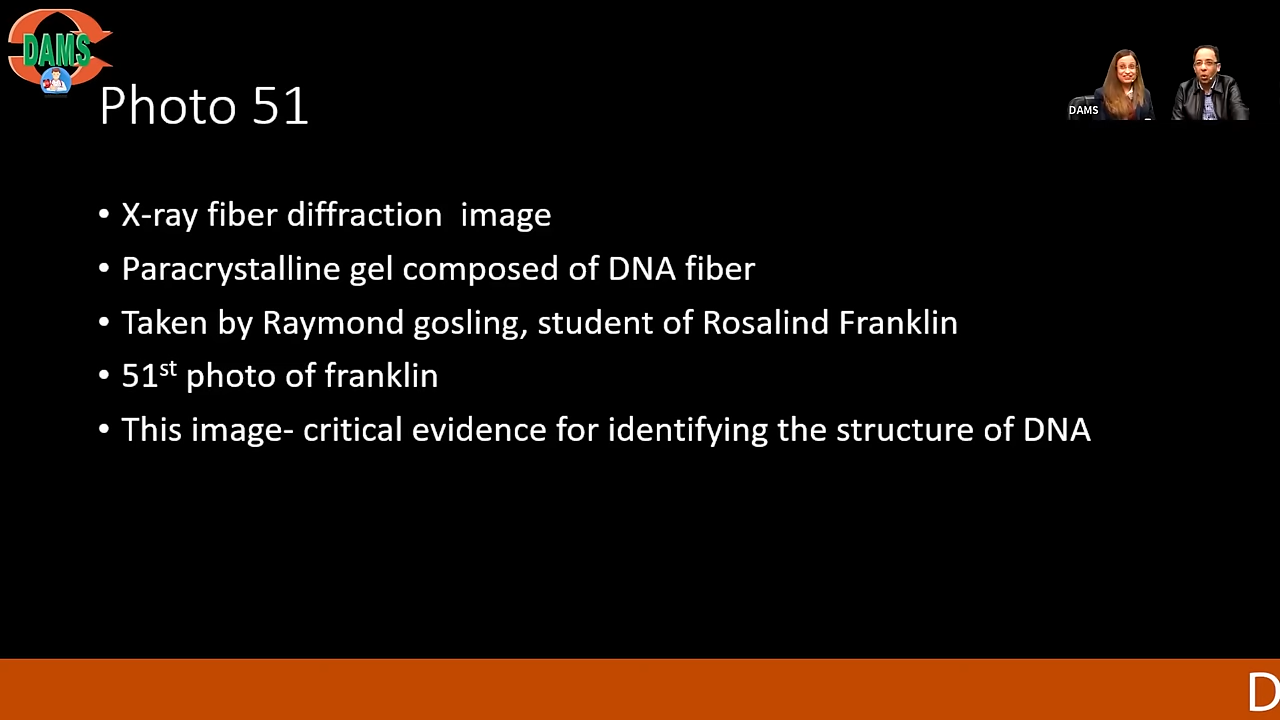 DAMS
Photo 51
DAMS
• X-ray fiber diffraction  image
• Paracrystalline gel composed of DNA fiber
• Taken by Raymond gosling, student of Rosalind Franklin
• 51st photo of franklin
• This image- critical evidence for identifying the structure of DNA
D